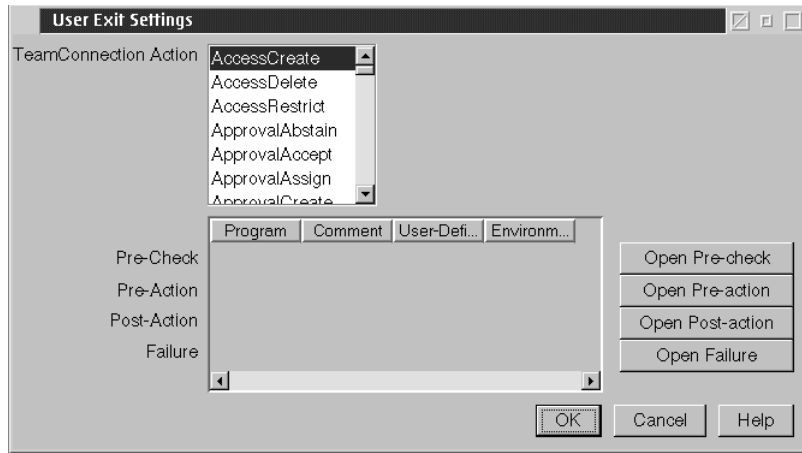 User Exit Settings
TeamConnection Action
AccessCreate
AccessDelete
AccessRestrict
ApprovalAbstain
ApprovalAccept
ApprovalAssign
ApprovalCreate
Program Comment User-Defi... Environm...
Pre-Check
Open Pre-check
Pre-Action
Open Pre-action
Post-Action
Open Post-action
Failure
Open Failure
OK Cancel Help